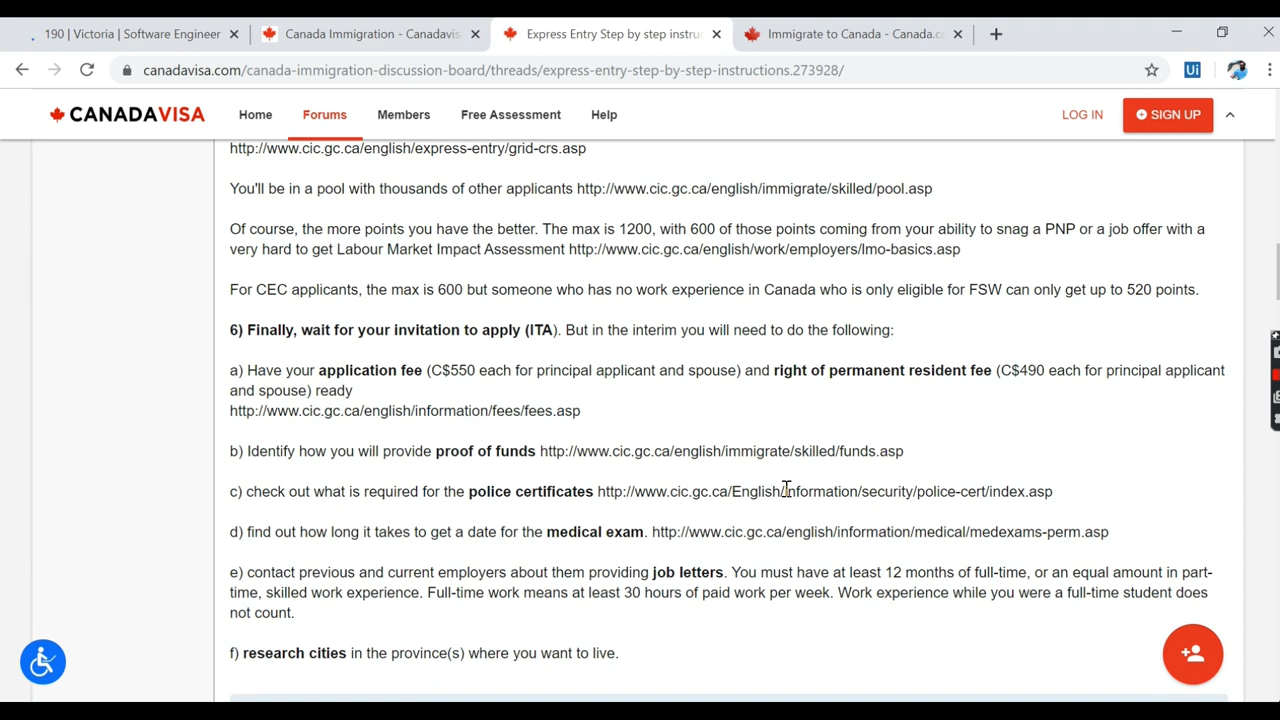 190 | Victoria | Software Engineer
Canada Immigration - Canadavis
Express Entry Step by step instru
Immigrate to Canada - Canada.c
canadavisa.com/canada-immigration-discussion-board/threads/express-entry-step-by-step-instructions.273928/
Ui
CANADAVISA
Home
Forums
Members
Free Assessment
Help
LOG IN
SIGN UP
http://www.cic.gc.ca/english/express-entry/grid-crs.asp
You'll be in a pool with thousands of other applicants http://www.cic.gc.ca/english/immigrate/skilled/pool.asp
Of course, the more points you have the better. The max is 1200, with 600 of those points coming from your ability to snag a PNP or a job offer with a
very hard to get Labour Market Impact Assessment http://www.cic.gc.ca/english/work/employers/lmo-basics.asp
For CEC applicants, the max is 600 but someone who has no work experience in Canada who is only eligible for FSW can only get up to 520 points.
6) Finally, wait for your invitation to apply (ITA). But in the interim you will need to do the following:
a) Have your application fee (C$550 each for principal applicant and spouse) and right of permanent resident fee (C$490 each for principal applicant
and spouse) ready
http://www.cic.gc.ca/english/information/fees/fees.asp
b) Identify how you will provide proof of funds http://www.cic.gc.ca/english/immigrate/skilled/funds.asp
c) check out what is required for the police certificates http://www.cic.gc.ca/English/information/security/police-cert/index.asp
d) find out how long it takes to get a date for the medical exam. http://www.cic.gc.ca/english/information/medical/medexams-perm.asp
e) contact previous and current employers about them providing job letters. You must have at least 12 months of full-time, or an equal amount in part-
time, skilled work experience. Full-time work means at least 30 hours of paid work per week. Work experience while you were a full-time student does
not count.
f) research cities in the province(s) where you want to live.